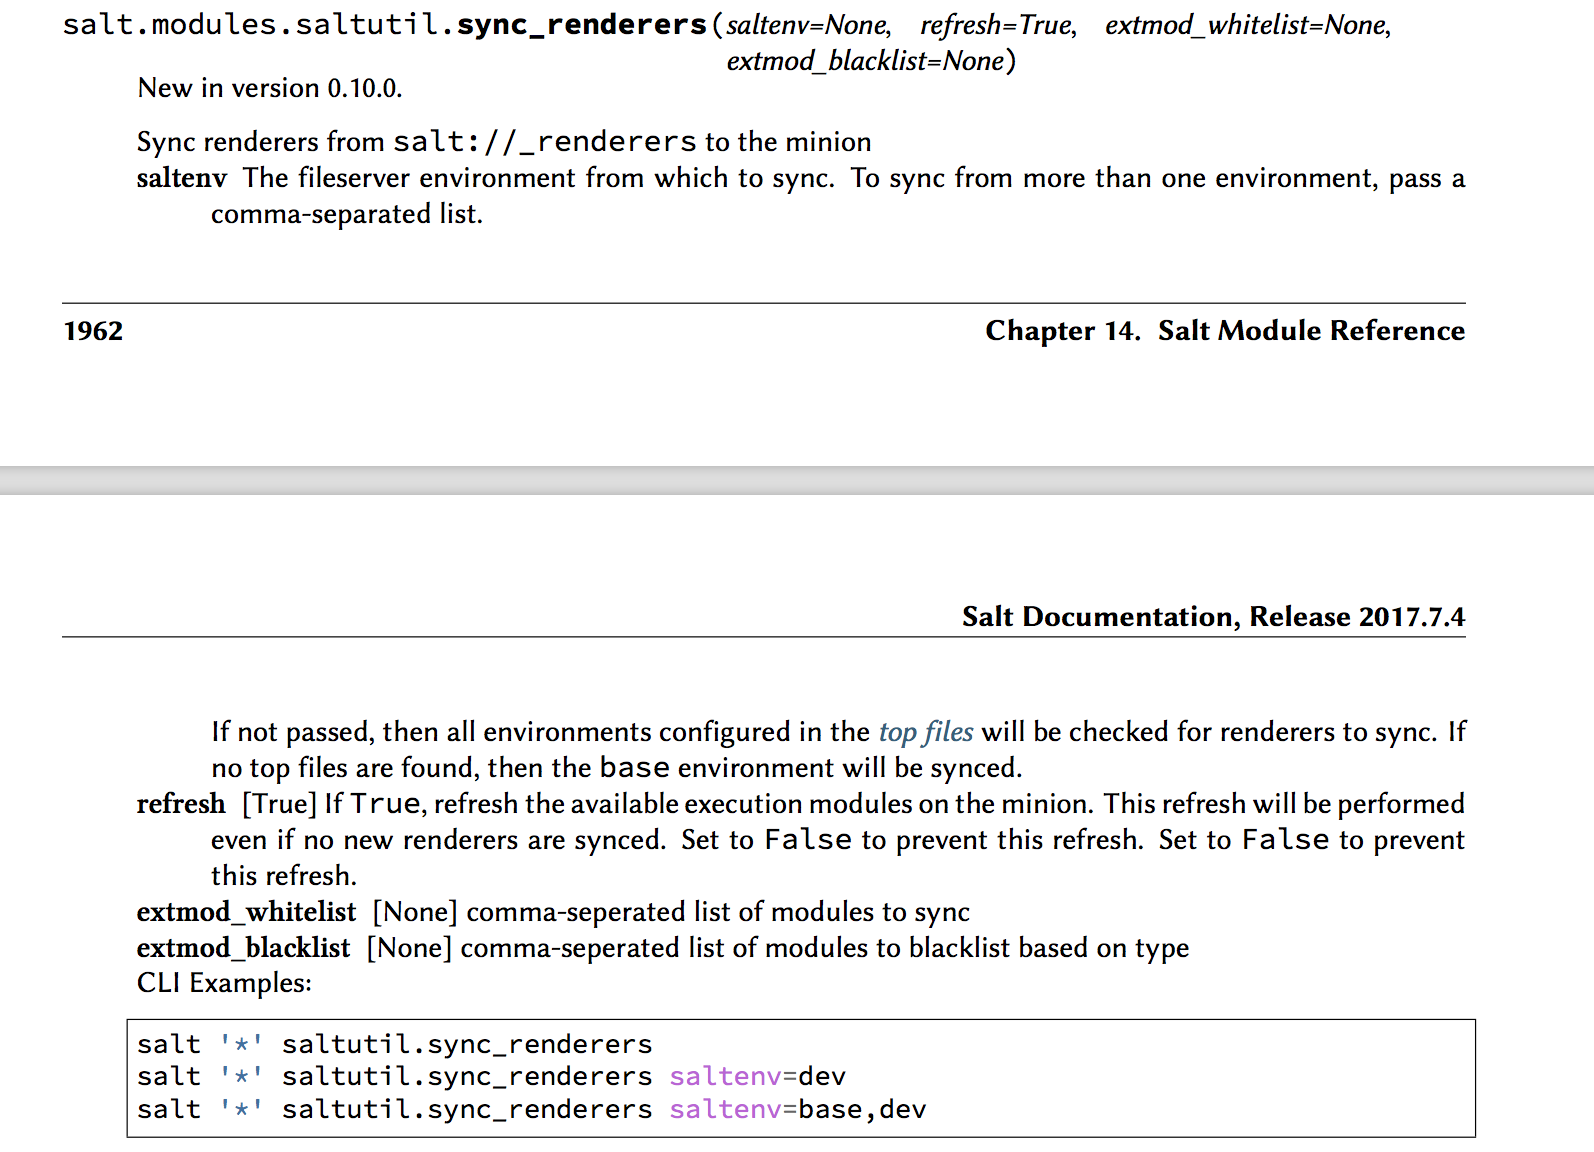 salt.modules.saltutil.sync_renderers(saltenv=None, refresh=True, extmod_whitelist=None,
extmod_blacklist=None)
New in version 0.10.0.
Sync renderers from salt://_renderers to the minion
saltenv The fileserver environment from which to sync. To sync from more than one environment, pass a
comma-separated list.
1962 Chapter 14. Salt Module Reference
Salt Documentation, Release 2017.7.4
If not passed, then all environments configured in the top files will be checked for renderers to sync. If
no top files are found, then the base environment will be synced.
refresh [True] If True, refresh the available execution modules on the minion. This refresh will be performed
even if no new renderers are synced. Set to False to prevent this refresh. Set to False to prevent
this refresh.
extmod_whitelist [None] comma-seperated list of modules to sync
extmod_blacklist [None] comma-seperated list of modules to blacklist based on type
CLI Examples:
salt '*' saltutil.sync_renderers
salt '*' saltutil.sync_renderers saltenv=dev
salt '*' saltutil.sync_renderers saltenv=base,dev